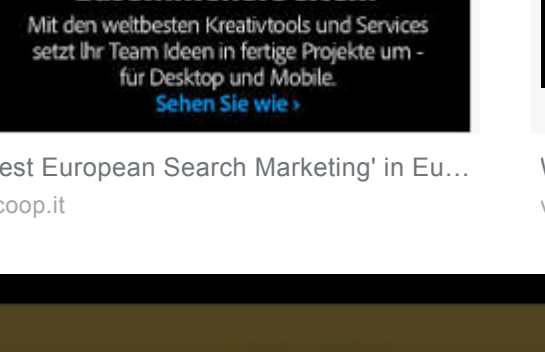 Mit den weltbesten Kreativtools und Services
setzt Ihr Team Ideen in fertige Projekte um -
für Desktop und Mobile.
Sehen Sie wie ›
est European Search Marketing' in Eu...
coop.it